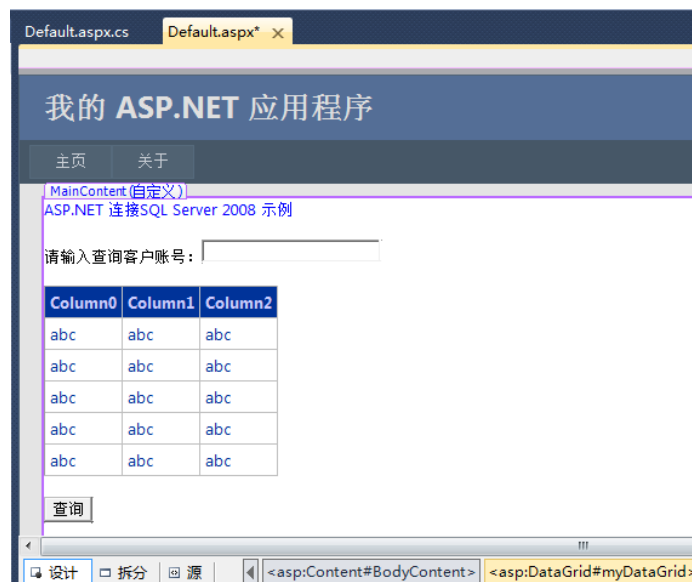 Default.aspx.cs Default.aspx* ×
我的 ASP.NET 应用程序
主页 关于
MainContent (自定义)
ASP.NET 连接SQL Server 2008 示例
请输入查询客户账号：
Column0 Column1 Column2
abc abc abc
abc abc abc
abc abc abc
abc abc abc
abc abc abc
查询
设计 拆分 源 <asp:Content#BodyContent> <asp:DataGrid#myDataGrid>